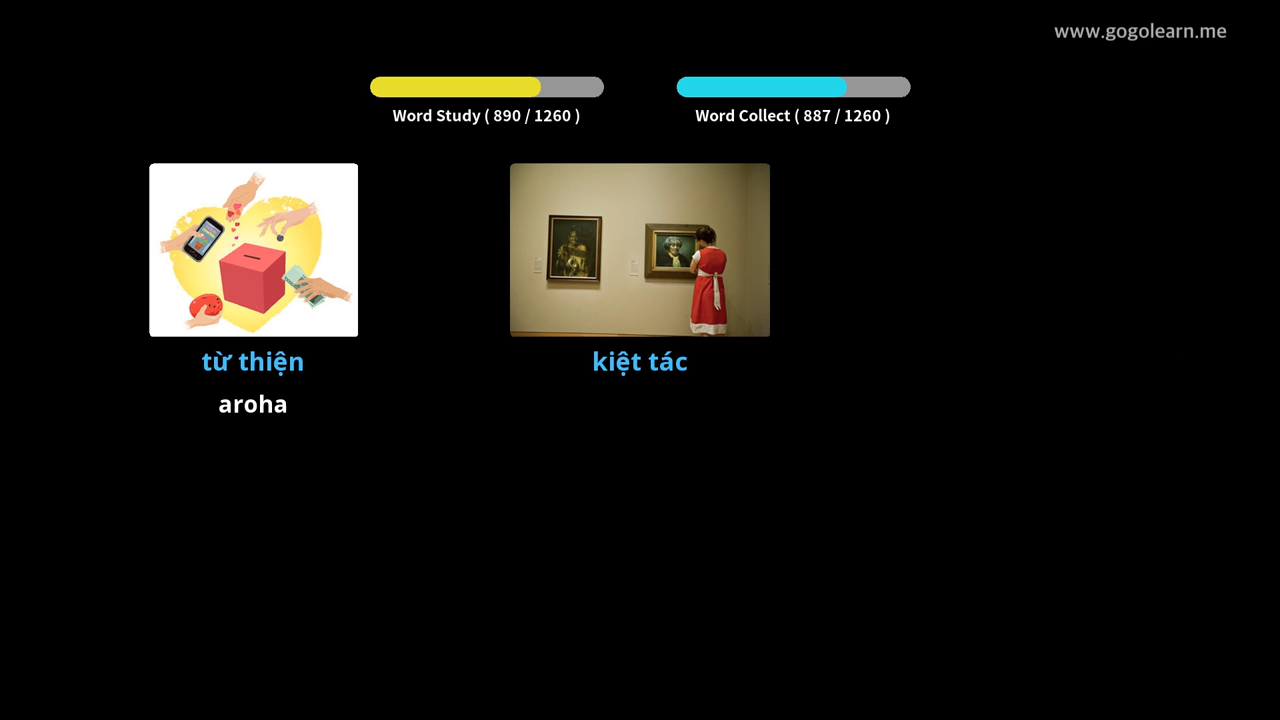 www.gogolearn.me
Word Study ( 890 / 1260 )
Word Collect ( 887 / 1260 )
từ thiện
aroha
kiệt tác